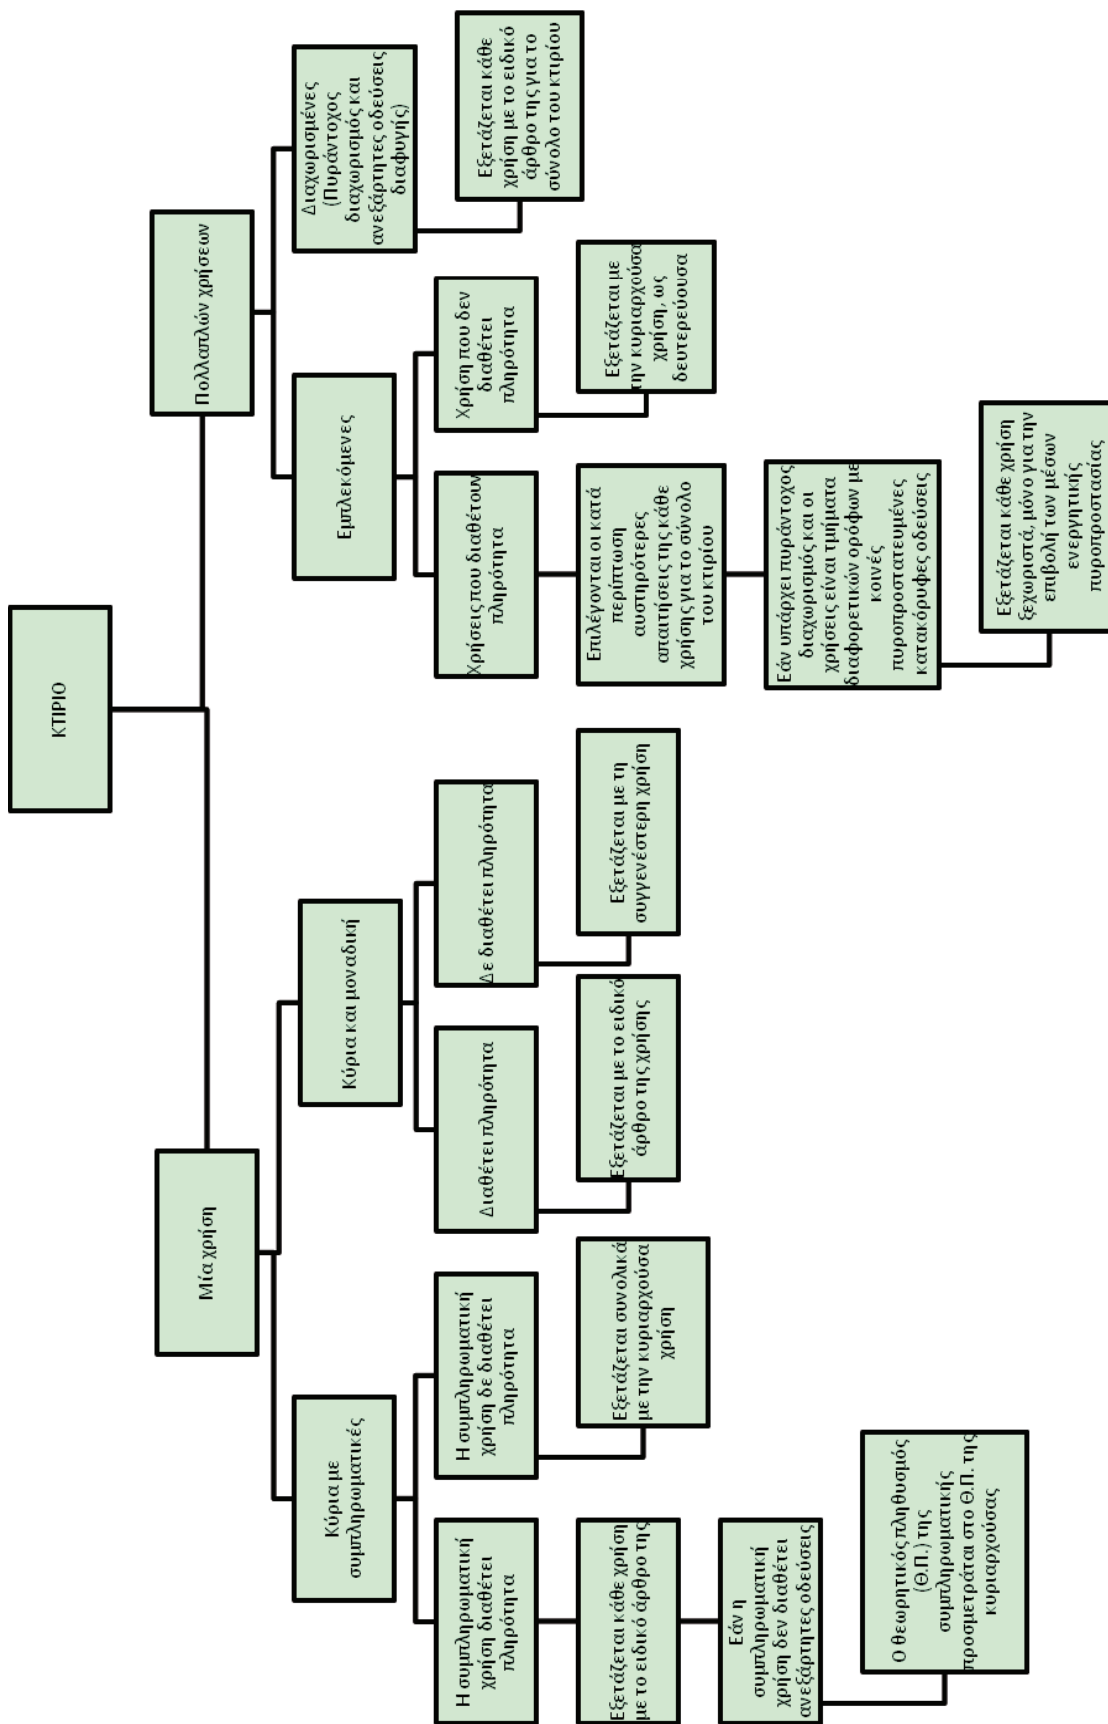 ΚΤΙΡΙΟ
Μία χρήση
Πολλαπλών χρήσεων
Κύρια με
συμπληρωματικές
Κύρια και μοναδική
Εμπλεκόμενες
Διαχωρισμένες
(Πυράντοχος
διαχωρισμός και
ανεξάρτητες οδεύσεις
διαφυγής)
Η συμπληρωματική
χρήση διαθέτει
πληρότητα
Η συμπληρωματική
χρήση δε διαθέτει
πληρότητα
Διαθέτει πληρότητα
Δε διαθέτει πληρότητα
Χρήσεις που διαθέτουν
πληρότητα
Χρήση που δεν
διαθέτει
πληρότητα
Εξετάζεται κάθε
χρήση με το ειδικό
άρθρο της για το
σύνολο του κτιρίου
Εξετάζεται κάθε χρήση
με το ειδικό άρθρο της
Εξετάζεται συνολικά
με την κυριαρχούσα
χρήση
Εξετάζεται με το ειδικό
άρθρο της χρήσης
Εξετάζεται με τη
συγγενέστερη χρήση
Επιλέγονται οι κατά
περίπτωση
αυστηρότερες
απαιτήσεις της κάθε
χρήσης για το σύνολο
του κτιρίου
Εξετάζεται με
την κυριαρχούσα
χρήση, ως
δευτερεύουσα
Εάν η
συμπληρωματική
χρήση δεν διαθέτει
ανεξάρτητες οδεύσεις
Εάν υπάρχει πυράντοχος
διαχωρισμός και οι
χρήσεις είναι τμήματα
διαφορετικών ορόφων με
κοινές
πυροπροστατευμένες
κατακόρυφες οδεύσεις
Ο θεωρητικός πληθυσμός
(Θ.Π.) της
συμπληρωματικής
προσμετράται στο Θ.Π. της
κυριαρχούσας
Εξετάζεται κάθε χρήση
ξεχωριστά, μόνο για την
επιβολή των μέσων
ενεργητικής
πυροπροστασίας